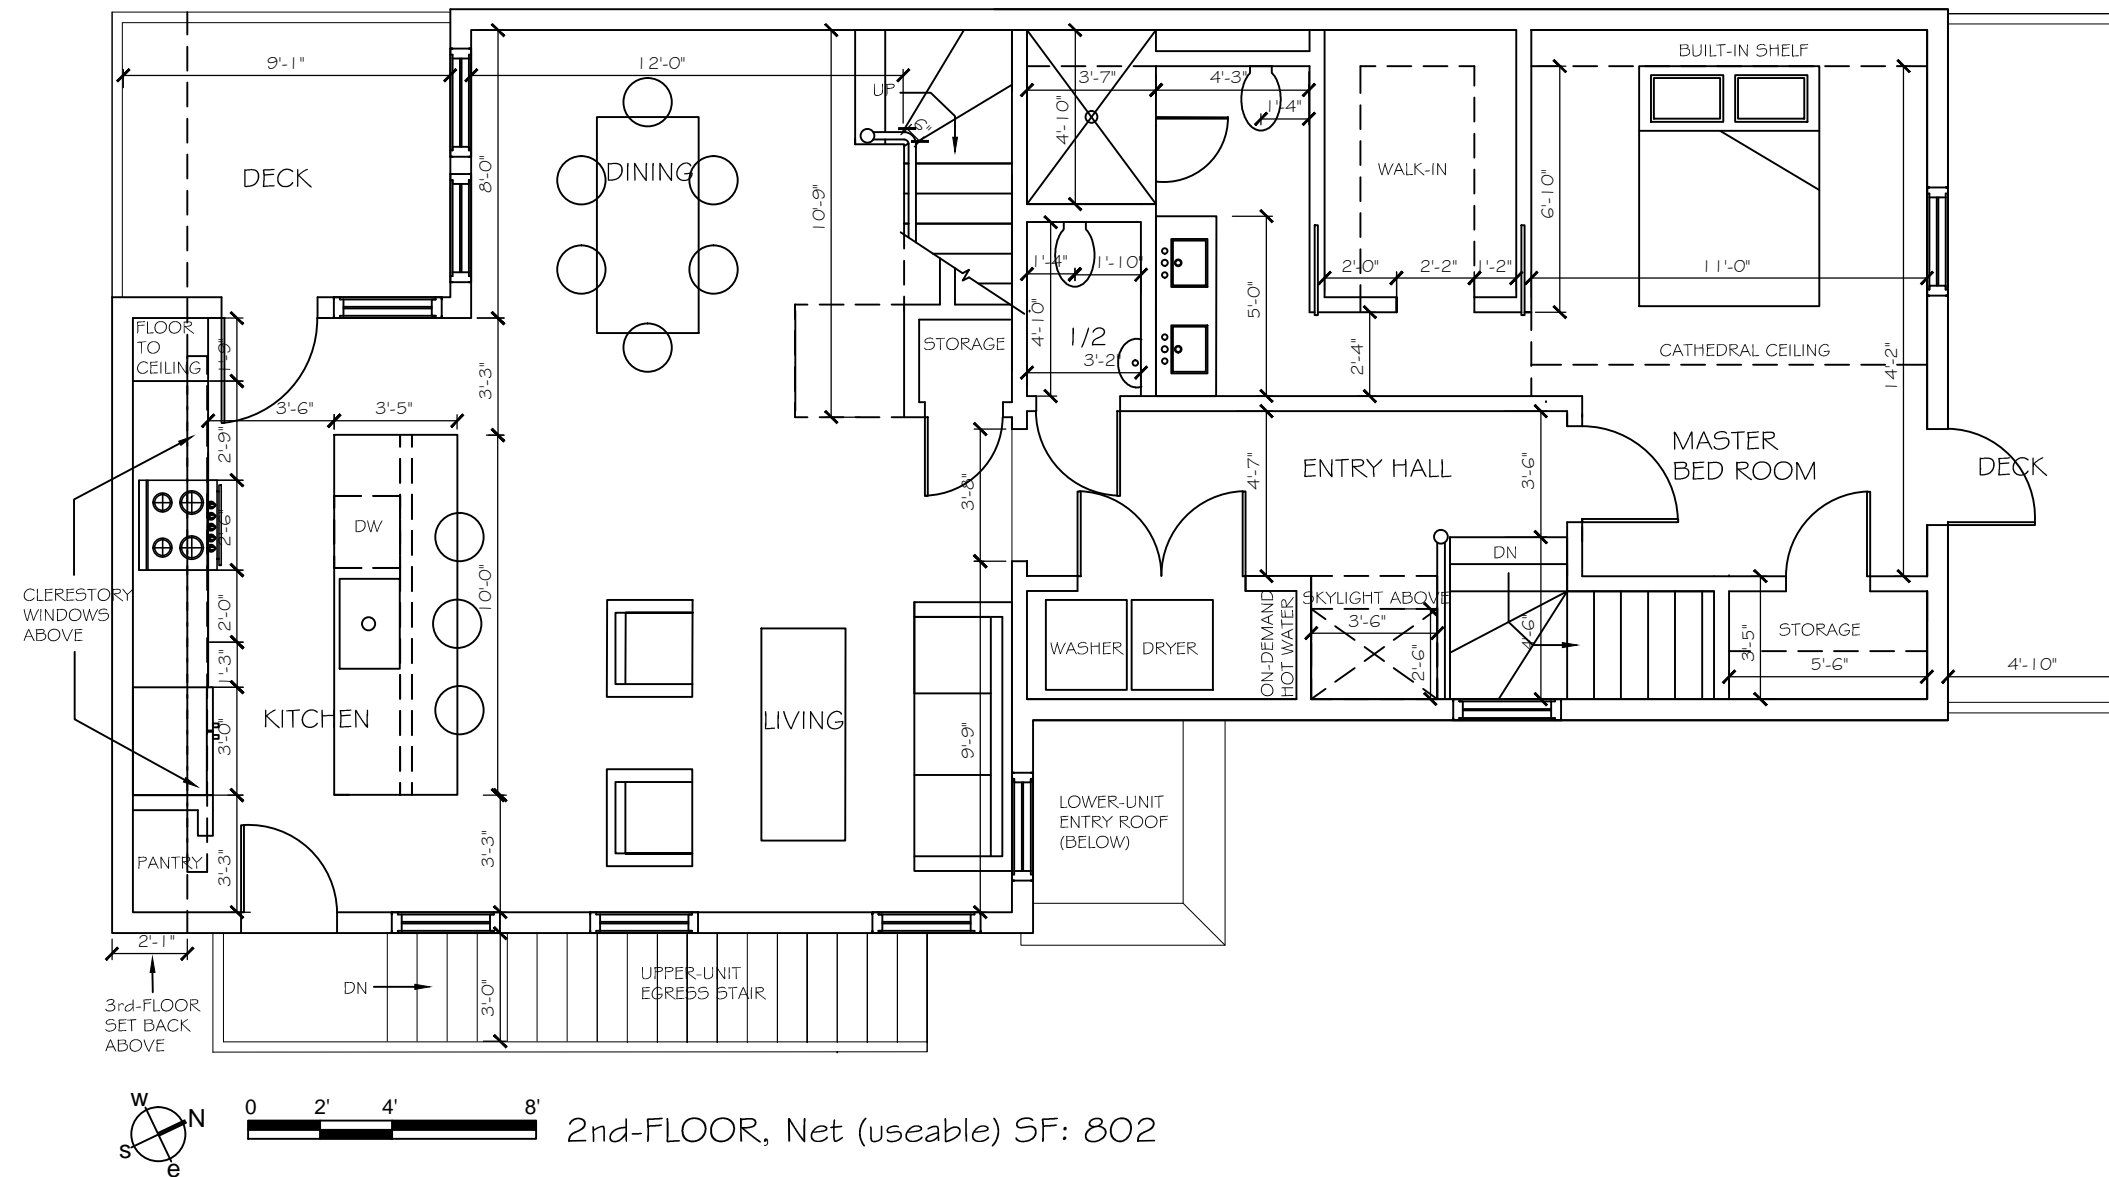 BUILT-IN SHELF
9'-1"
12'-0"
3'-7"
4'-3"
UP
1'-4"
4'-10"
6"
DECK
DINING
8'-0"
10'-9"
WALK-IN
6'-10"
1'-4"
1'-10"
2'-0"
2'-2"
1'-2"
11'-0"
5'-0"
4'-10"
FLOOR
TO
CEILING
1'-9"
STORAGE
1/2
3'-2"
2'-4"
CATHEDRAL CEILING
14'-2"
3'-3"
3'-6"
3'-5"
2'-9"
MASTER
BED ROOM
ENTRY HALL
DECK
4'-7"
3'-6"
3'-8"
DW
2'-6"
DN
10'-0"
CLERESTORY
WINDOWS
ABOVE
2'-0"
SKYLIGHT ABOVE
3'-6"
ON-DEMAND
HOT WATER
4'-6"
STORAGE
WASHER
DRYER
3'-5"
2'-6"
5'-6"
4'-10"
1'-3"
KITCHEN
LIVING
3'-0"
9'-9"
LOWER-UNIT
ENTRY ROOF
(BELOW)
PANTRY
3'-3"
3'-3"
2'-1"
DN
UPPER-UNIT
EGRESS STAIR
3'-0"
3rd-FLOOR
SET BACK
ABOVE
W
N
S
e
0
2'
4'
8'
2nd-FLOOR, Net (useable) SF: 802